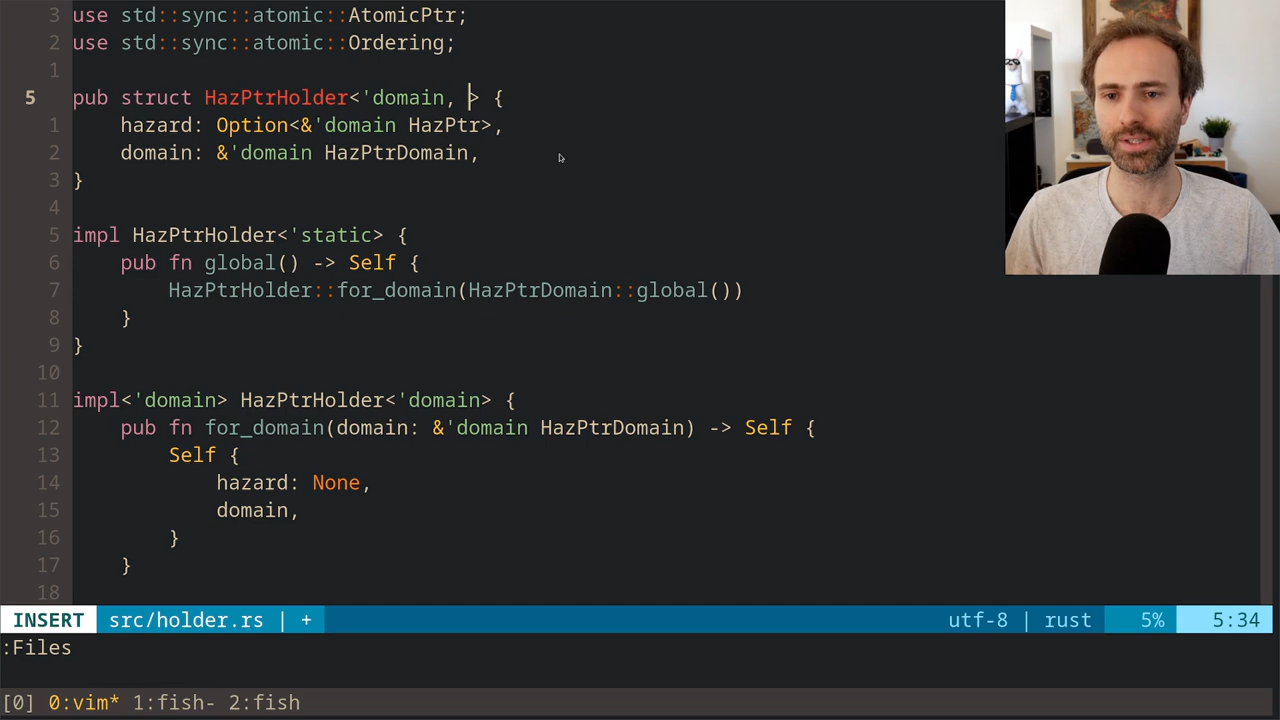 3 use std::sync::atomic::AtomicPtr;
2 use std::sync::atomic::Ordering;
1
5 pub struct HazPtrHolder<'domain, > {
1     hazard: Option<&'domain HazPtr>,
2     domain: &'domain HazPtrDomain,
3 }
4
5 impl HazPtrHolder<'static> {
6     pub fn global() -> Self {
7         HazPtrHolder::for_domain(HazPtrDomain::global())
8     }
9 }
10
11 impl<'domain> HazPtrHolder<'domain> {
12     pub fn for_domain(domain: &'domain HazPtrDomain) -> Self {
13         Self {
14             hazard: None,
15             domain,
16         }
17     }
18
INSERT src/holder.rs | + utf-8 | rust 5% 5:34
:Files
[0] 0:vim* 1:fish- 2:fish